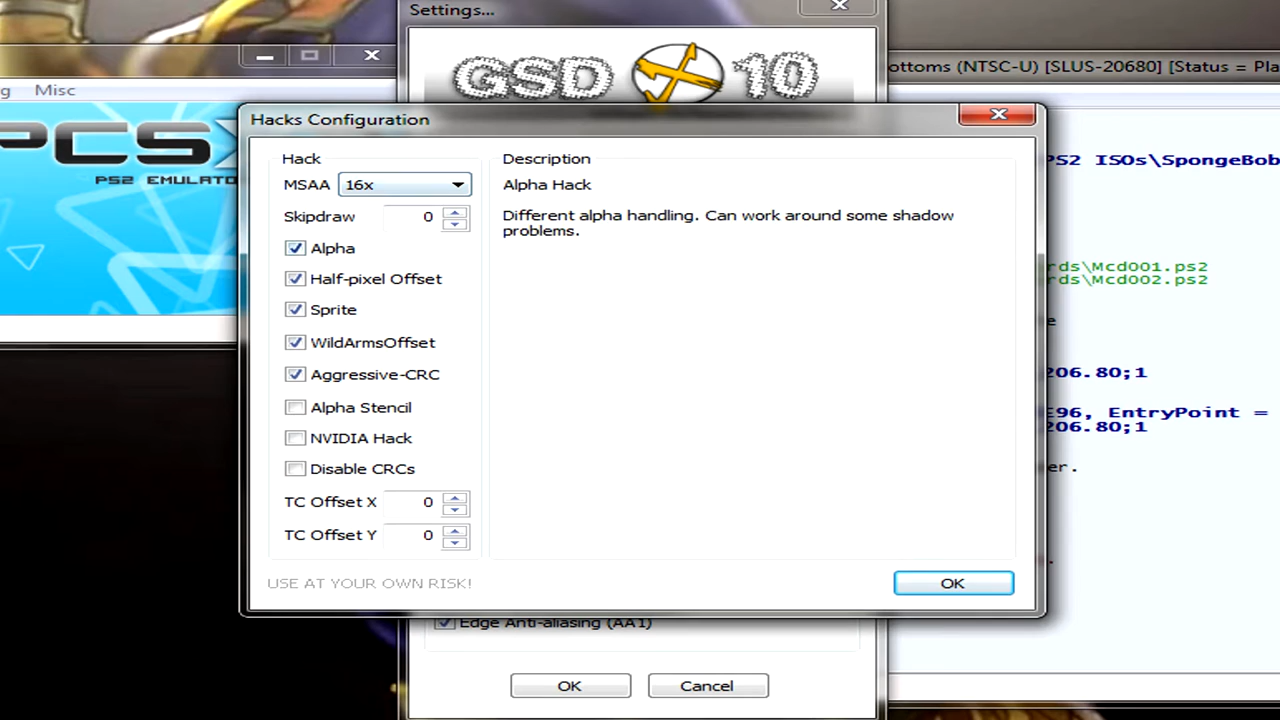 Settings...
GSD 10
ottoms (NTSC-U) [SLUS-20680] [Status = Pla
g Misc
PCSX
PS2 EMULATO
Hacks Configuration
Hack
MSAA 16x
Skipdraw 0
Alpha
Half-pixel Offset
Sprite
WildArmsOffset
Aggressive-CRC
Alpha Stencil
NVIDIA Hack
Disable CRCs
TC Offset X 0
TC Offset Y 0
USE AT YOUR OWN RISK!
Description
Alpha Hack
Different alpha handling. Can work around some shadow
problems.
OK
PS2 ISOs\SpongeBob
rds\Mcd001.ps2
rds\Mcd002.ps2
e
206.80;1
E96, EntryPoint =
206.80;1
er.
Edge Anti-aliasing (AA1)
OK Cancel